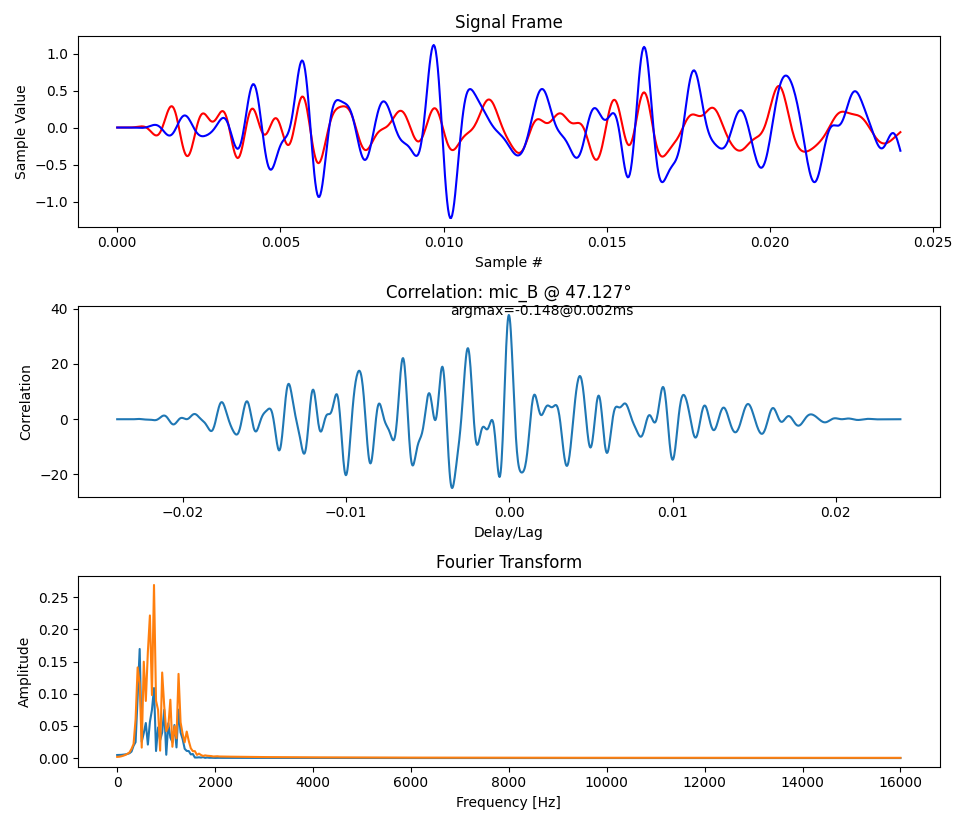 Signal Frame
Sample Value
1.0
0.5
0.0
−0.5
−1.0
0.000 0.005 0.010 0.015 0.020 0.025
Sample #
Correlation: mic_B @ 47.127°
argmax=-0.148@0.002ms
Correlation
40
20
0
−20
−0.02 −0.01 0.00 0.01 0.02
Delay/Lag
Fourier Transform
Amplitude
0.25
0.20
0.15
0.10
0.05
0.00
0 2000 4000 6000 8000 10000 12000 14000 16000
Frequency [Hz]